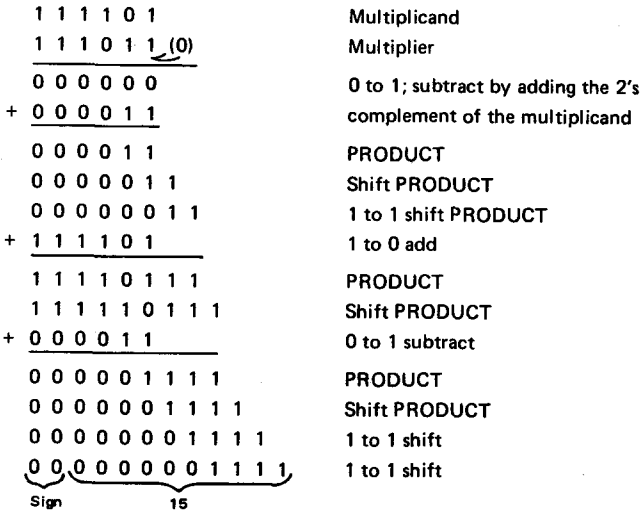 1 1 1 1 0 1 Multiplicand
1 1 1 0 1 1 (0) Multiplier
0 0 0 0 0 0 0 to 1; subtract by adding the 2's
+ 0 0 0 0 1 1 complement of the multiplicand
0 0 0 0 1 1 PRODUCT
0 0 0 0 0 1 1 Shift PRODUCT
0 0 0 0 0 0 1 1 1 to 1 shift PRODUCT
+ 1 1 1 1 0 1 1 to 0 add
1 1 1 1 0 1 1 1 PRODUCT
1 1 1 1 1 0 1 1 1 Shift PRODUCT
+ 0 0 0 0 1 1 0 to 1 subtract
0 0 0 0 0 1 1 1 1 PRODUCT
0 0 0 0 0 0 1 1 1 1 Shift PRODUCT
0 0 0 0 0 0 0 1 1 1 1 1 to 1 shift
0 0 0 0 0 0 0 0 1 1 1 1 1 to 1 shift
Sign 15